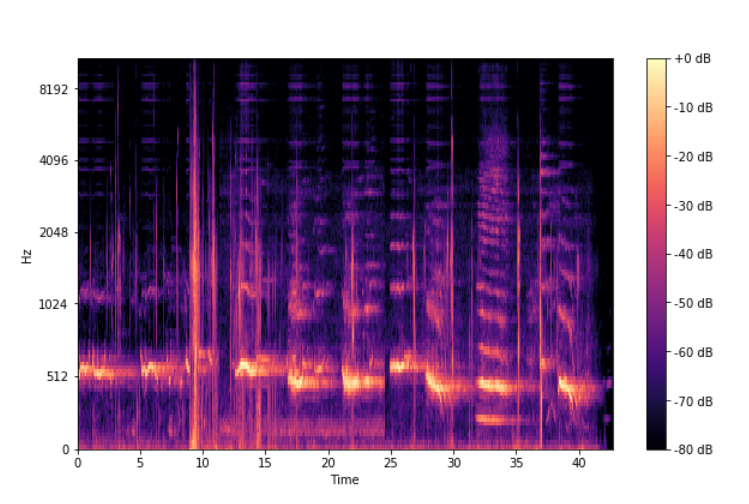 8192
4096
2048
1024
512
0
Hz
0 5 10 15 20 25 30 35 40
Time
+0 dB
-10 dB
-20 dB
-30 dB
-40 dB
-50 dB
-60 dB
-70 dB
-80 dB